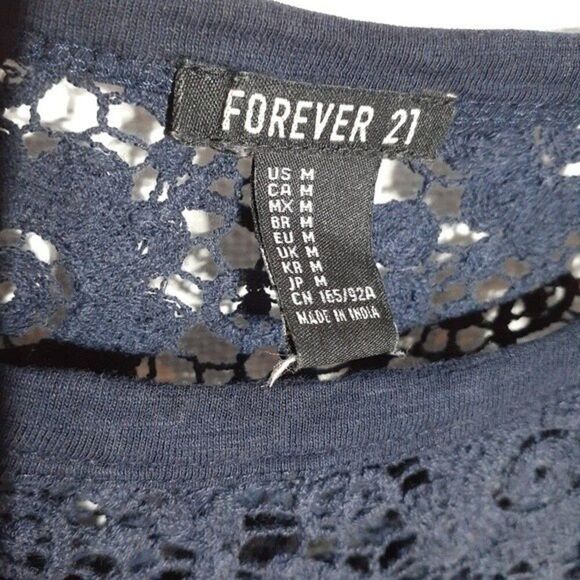 FOREVER 21
US M
CA M
MX M
BR M
EU M
UK M
KR M
JP M
CN 165/92A
MADE IN INDIA